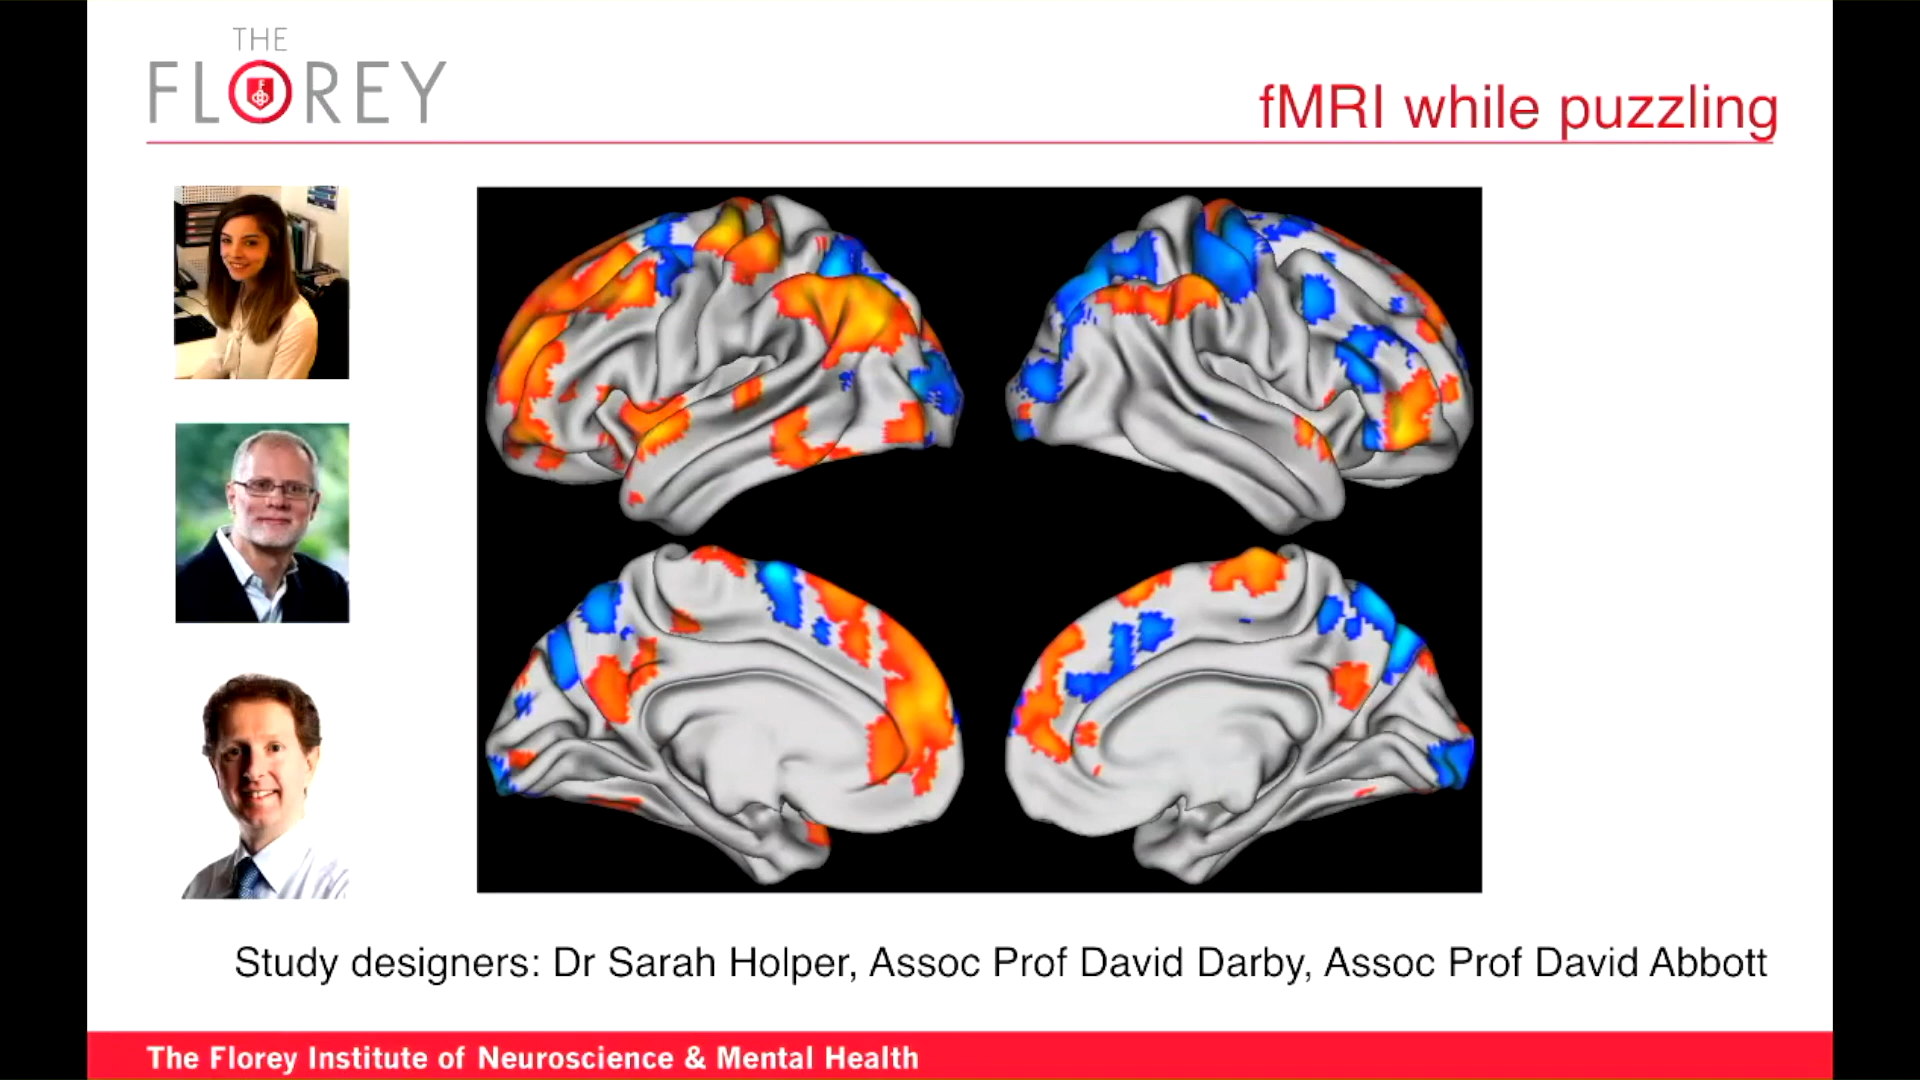 THE
FLOREY
fMRI while puzzling
Study designers: Dr Sarah Holper, Assoc Prof David Darby, Assoc Prof David Abbott
The Florey Institute of Neuroscience & Mental Health